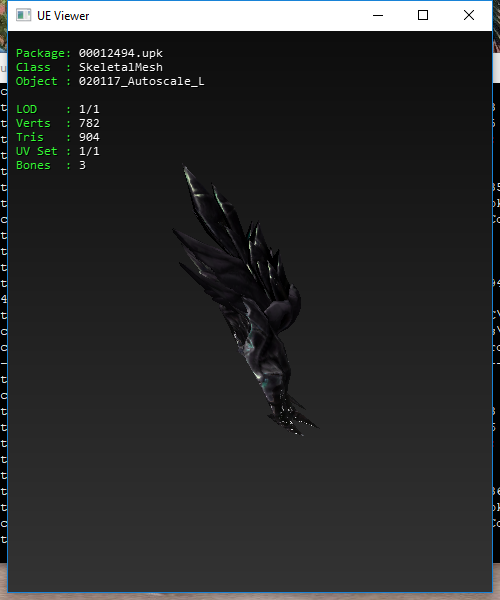 UE Viewer
Package: 00012494.upk
Class  : SkeletalMesh
Object : 020117_Autoscale_L
LOD    : 1/1
Verts  : 782
Tris   : 904
UV Set : 1/1
Bones  : 3